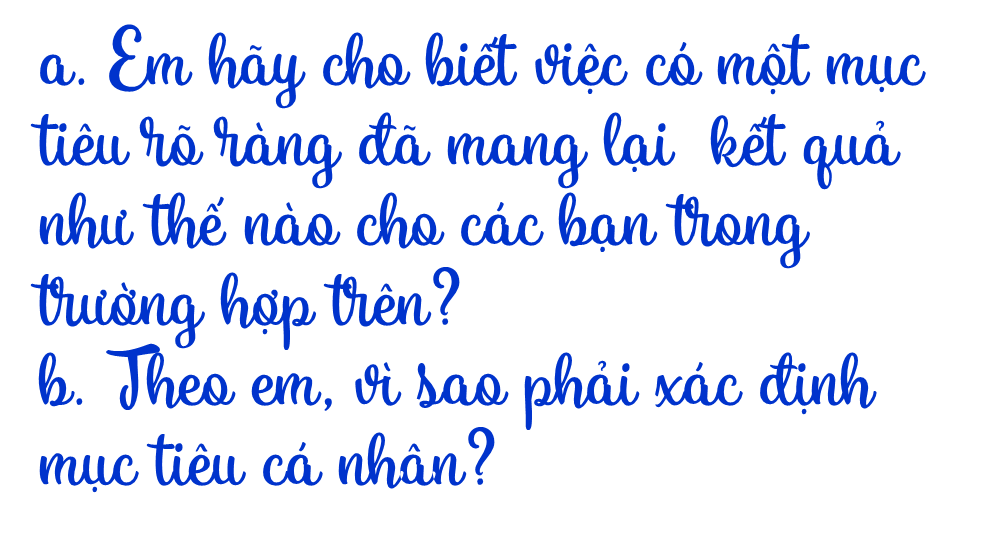 a. Em hãy cho biết việc có một mục
tiêu rõ ràng đã mang lại kết quả
như thế nào cho các bạn trong
trường hợp trên?
b. Theo em, vì sao phải xác định
mục tiêu cá nhân?